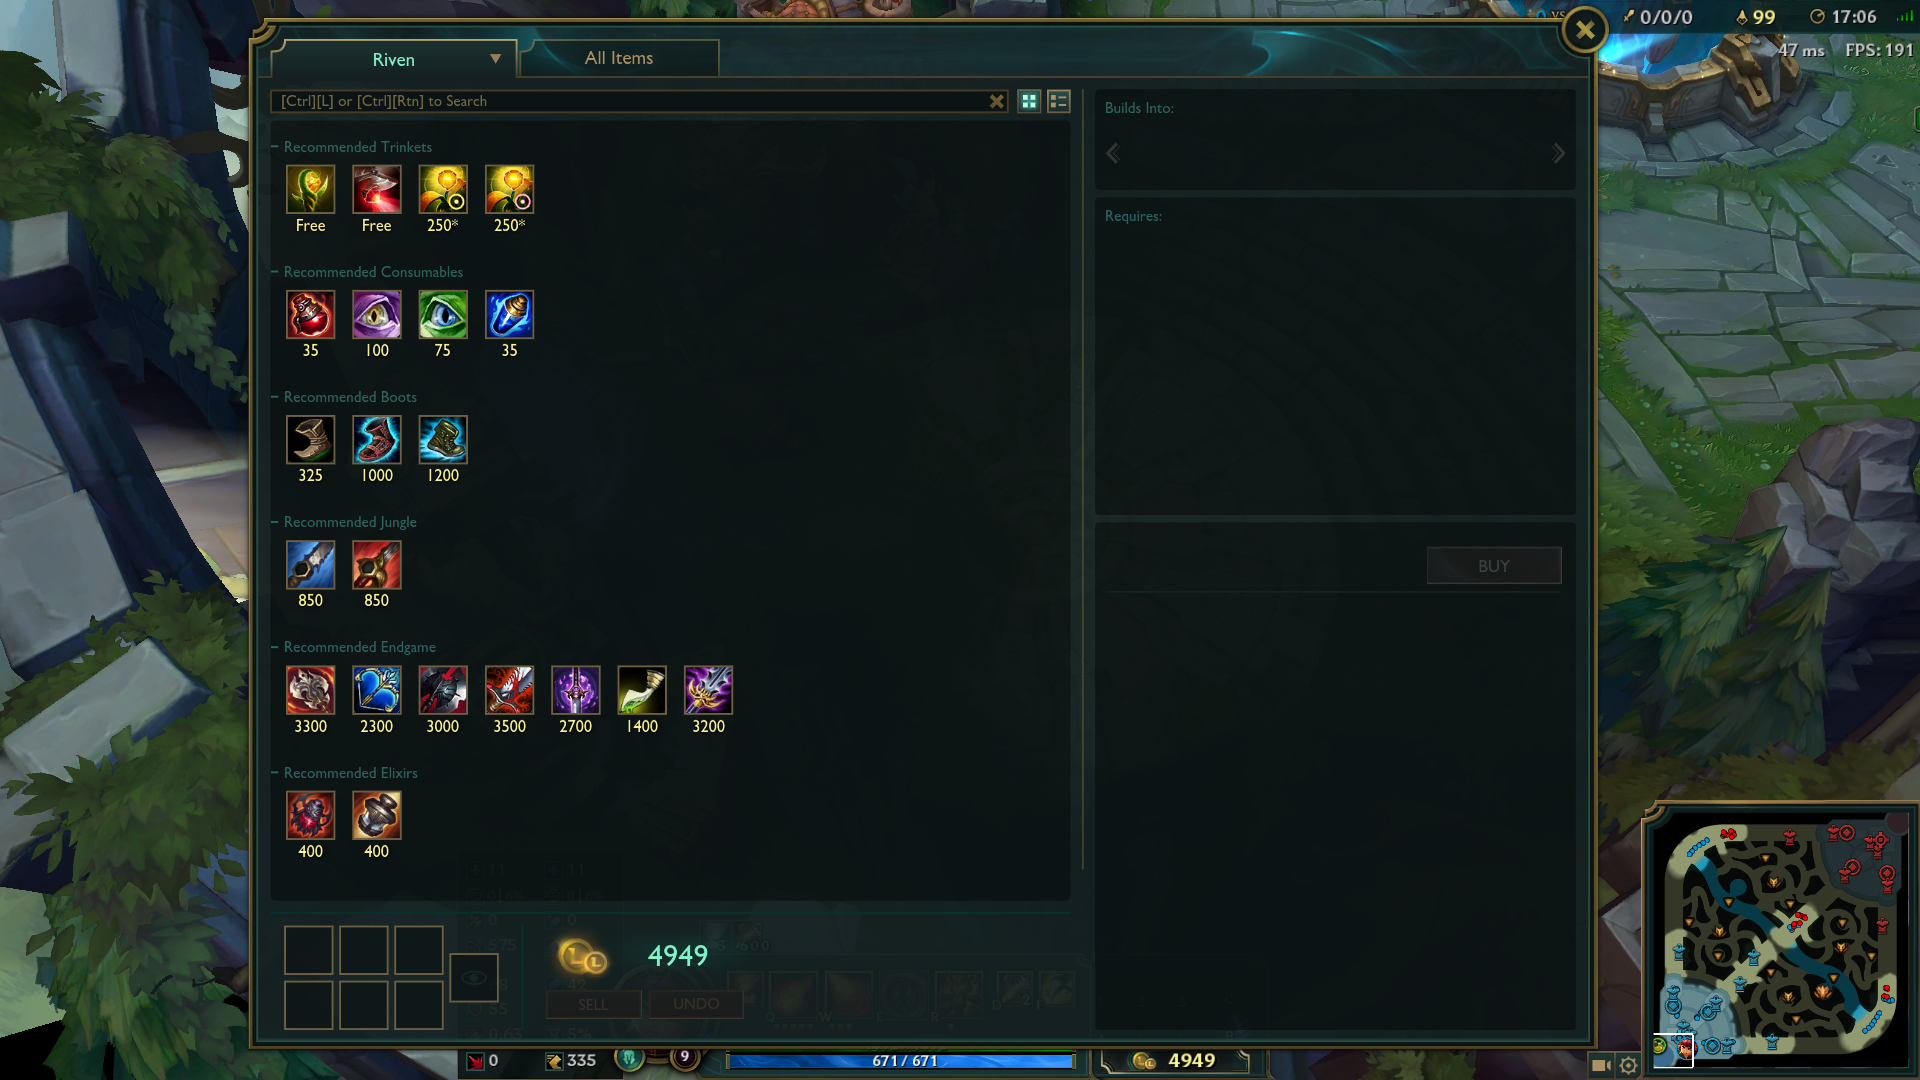 VS
0/0/0
99
17:06
47 ms FPS: 191
Riven
All Items
[Ctrl][L] or [Ctrl][Rtn] to Search
Builds Into:
Requires:
BUY
Recommended Trinkets
Free Free 250* 250*
Recommended Consumables
35 100 75 35
Recommended Boots
325 1000 1200
Recommended Jungle
850 850
Recommended Endgame
3300 2300 3000 3500 2700 1400 3200
Recommended Elixirs
400 400
4949
SELL UNDO
0 335 9 671 / 671 4949